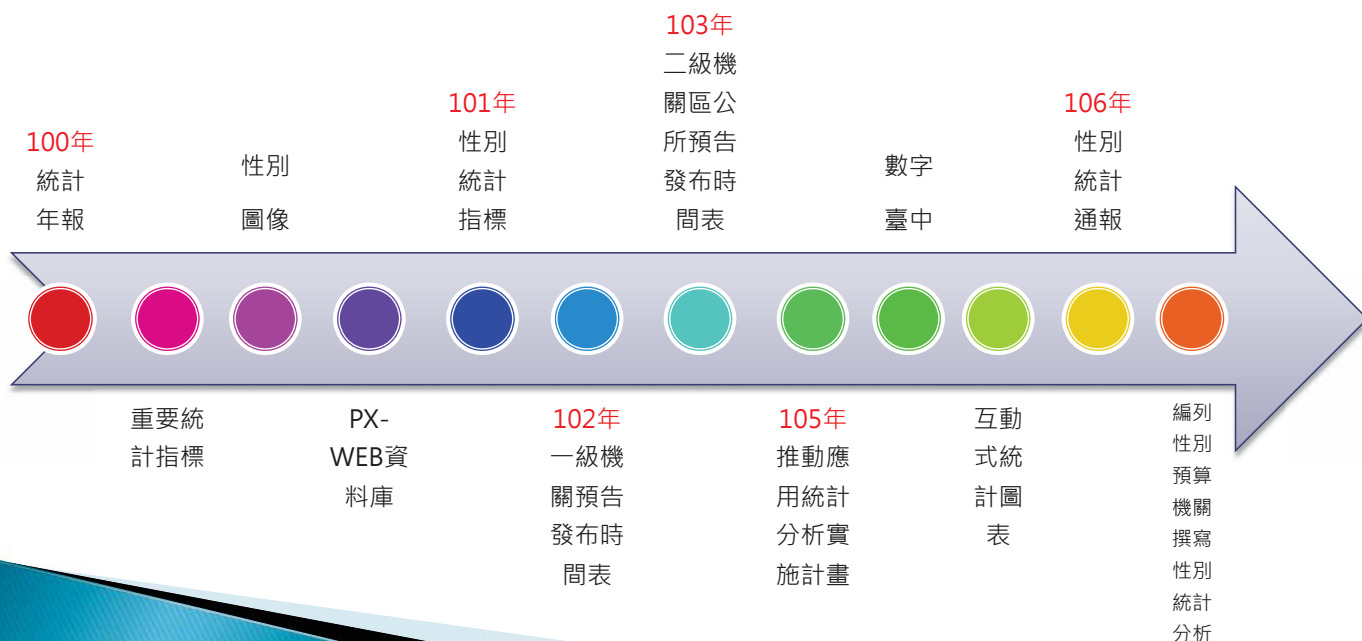 100年
統計
年報
重要統
計指標
性別
圖像
PX-
WEB資
料庫
101年
性別
統計
指標
102年
一級機
關預告
發布時
間表
103年
二級機
關區公
所預告
發布時
間表
105年
推動應
用統計
分析實
施計畫
數字
臺中
互動
式統
計圖
表
106年
性別
統計
通報
編列
性別
預算
機關
撰寫
性別
統計
分析